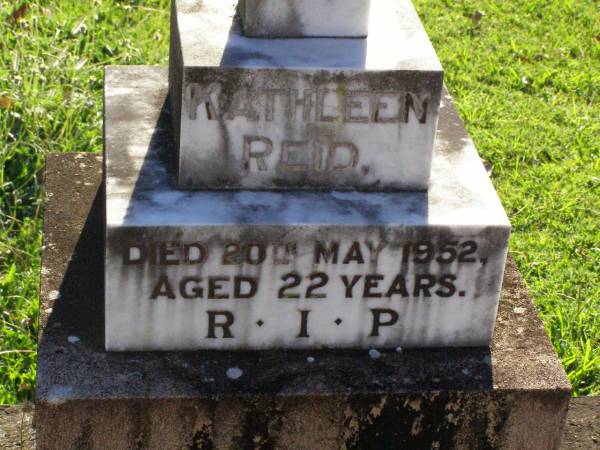 KATHLEEN
REID,
DIED 20TH MAY 1952,
AGED 22 YEARS.
R · I · P